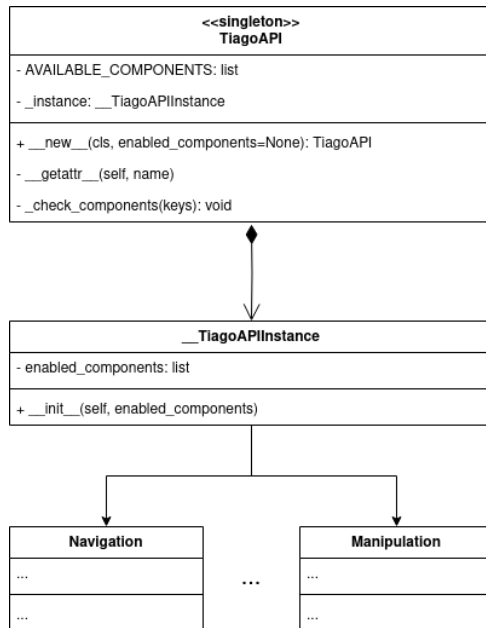 <<singleton>>
TiagoAPI
- AVAILABLE_COMPONENTS: list
- _instance: __TiagoAPIInstance
+ __new__(cls, enabled_components=None): TiagoAPI
- __getattr__(self, name)
- _check_components(keys): void
__TiagoAPIInstance
- enabled_components: list
+ __init__(self, enabled_components)
Navigation
...
...
...
Manipulation
...
...